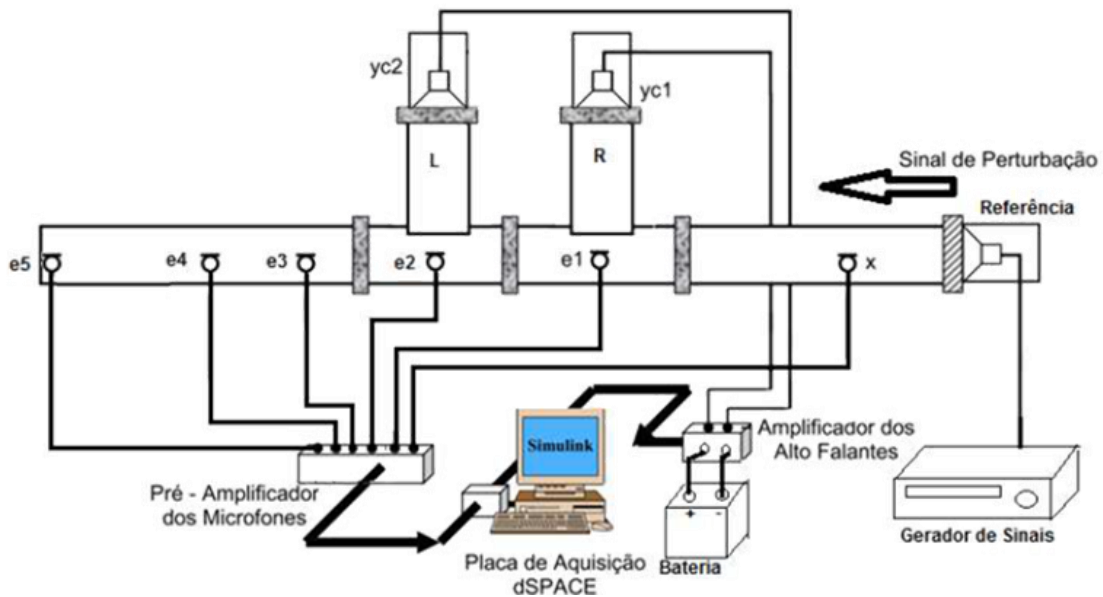 yc2
yc1
L
R
Sinal de Perturbação
Referência
e5
e4
e3
e2
e1
x
Simulink
Amplificador dos
Alto Falantes
Pré - Amplificador
dos Microfones
+ -
Placa de Aquisição
dSPACE
Bateria
Gerador de Sinais